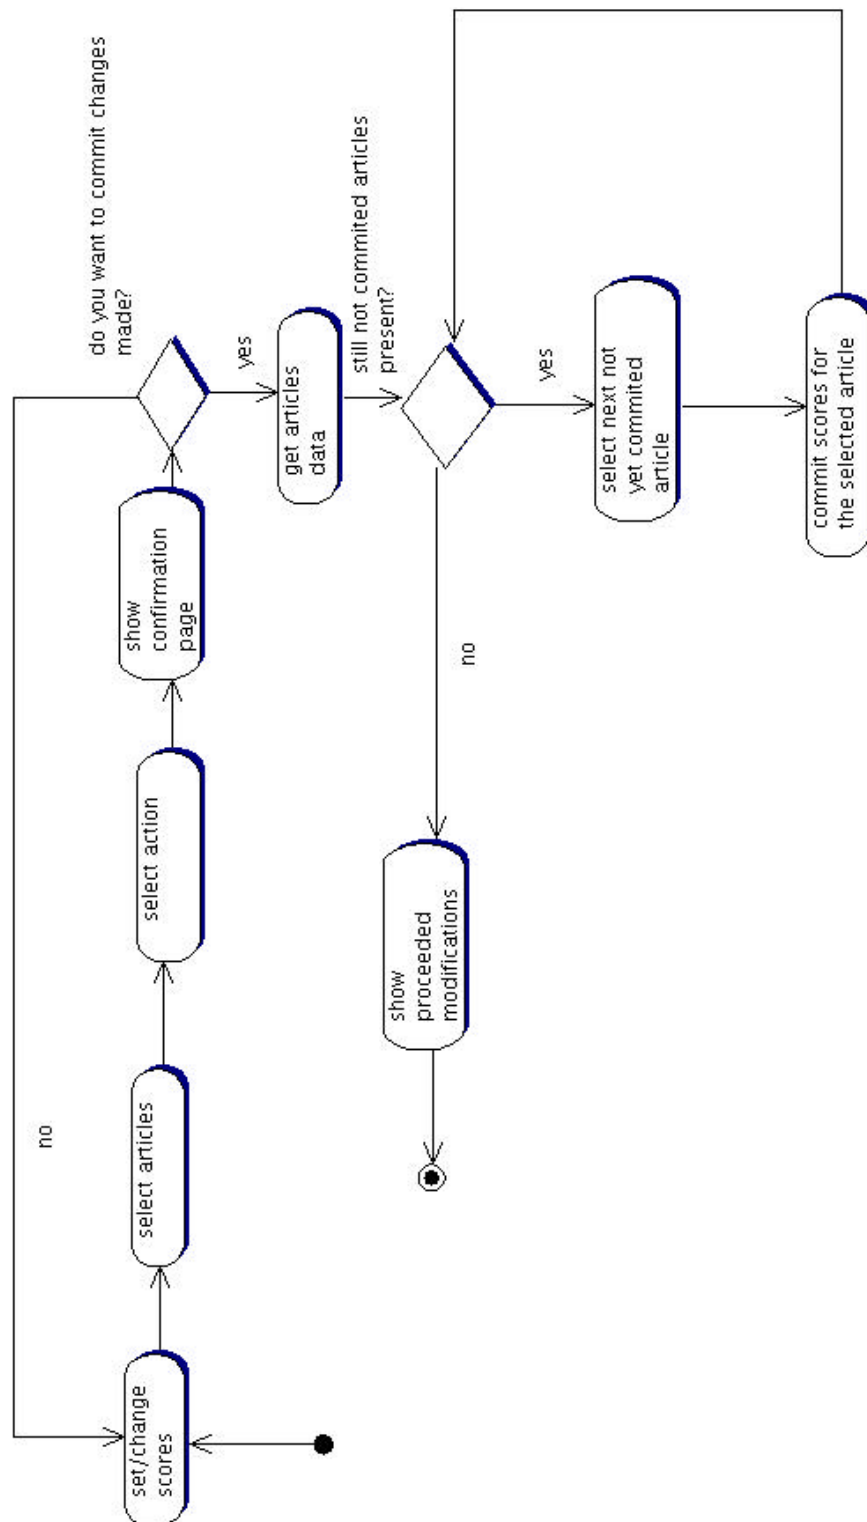 set/change
scores
no
select articles
select action
show
confirmation
page
do you want to commit changes
made?
yes
get articles
data
still not commited articles
present?
no
show
proceeded
modifications
yes
select next not
yet commited
article
commit scores for
the selected article